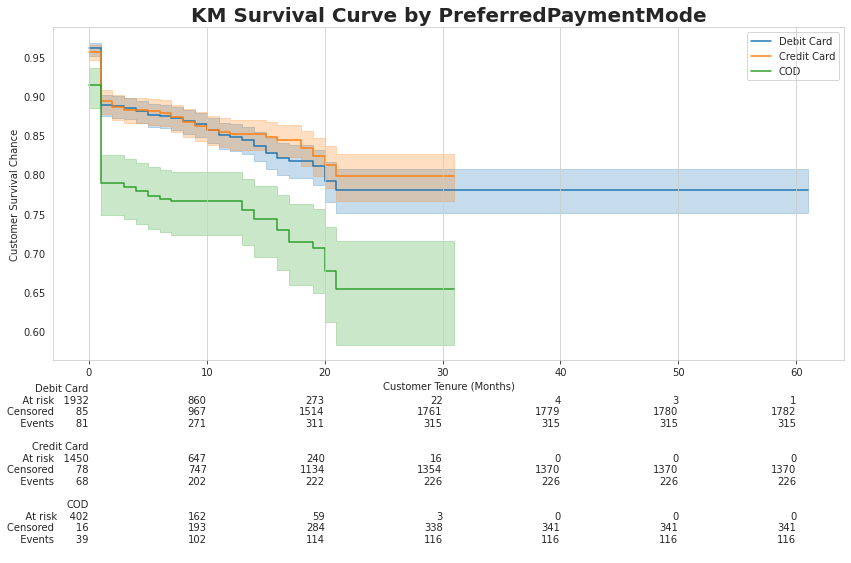 KM Survival Curve by PreferredPaymentMode
Debit Card
Credit Card
COD
Customer Survival Chance
0.95
0.90
0.85
0.80
0.75
0.70
0.65
0.60
0 10 20 30 40 50 60
Customer Tenure (Months)
Debit Card
At risk 1932 860 273 22 4 3 1
Censored 85 967 1514 1761 1779 1780 1782
Events 81 271 311 315 315 315 315
Credit Card
At risk 1450 647 240 16 0 0 0
Censored 78 747 1134 1354 1370 1370 1370
Events 68 202 222 226 226 226 226
COD
At risk 402 162 59 3 0 0 0
Censored 16 193 284 338 341 341 341
Events 39 102 114 116 116 116 116